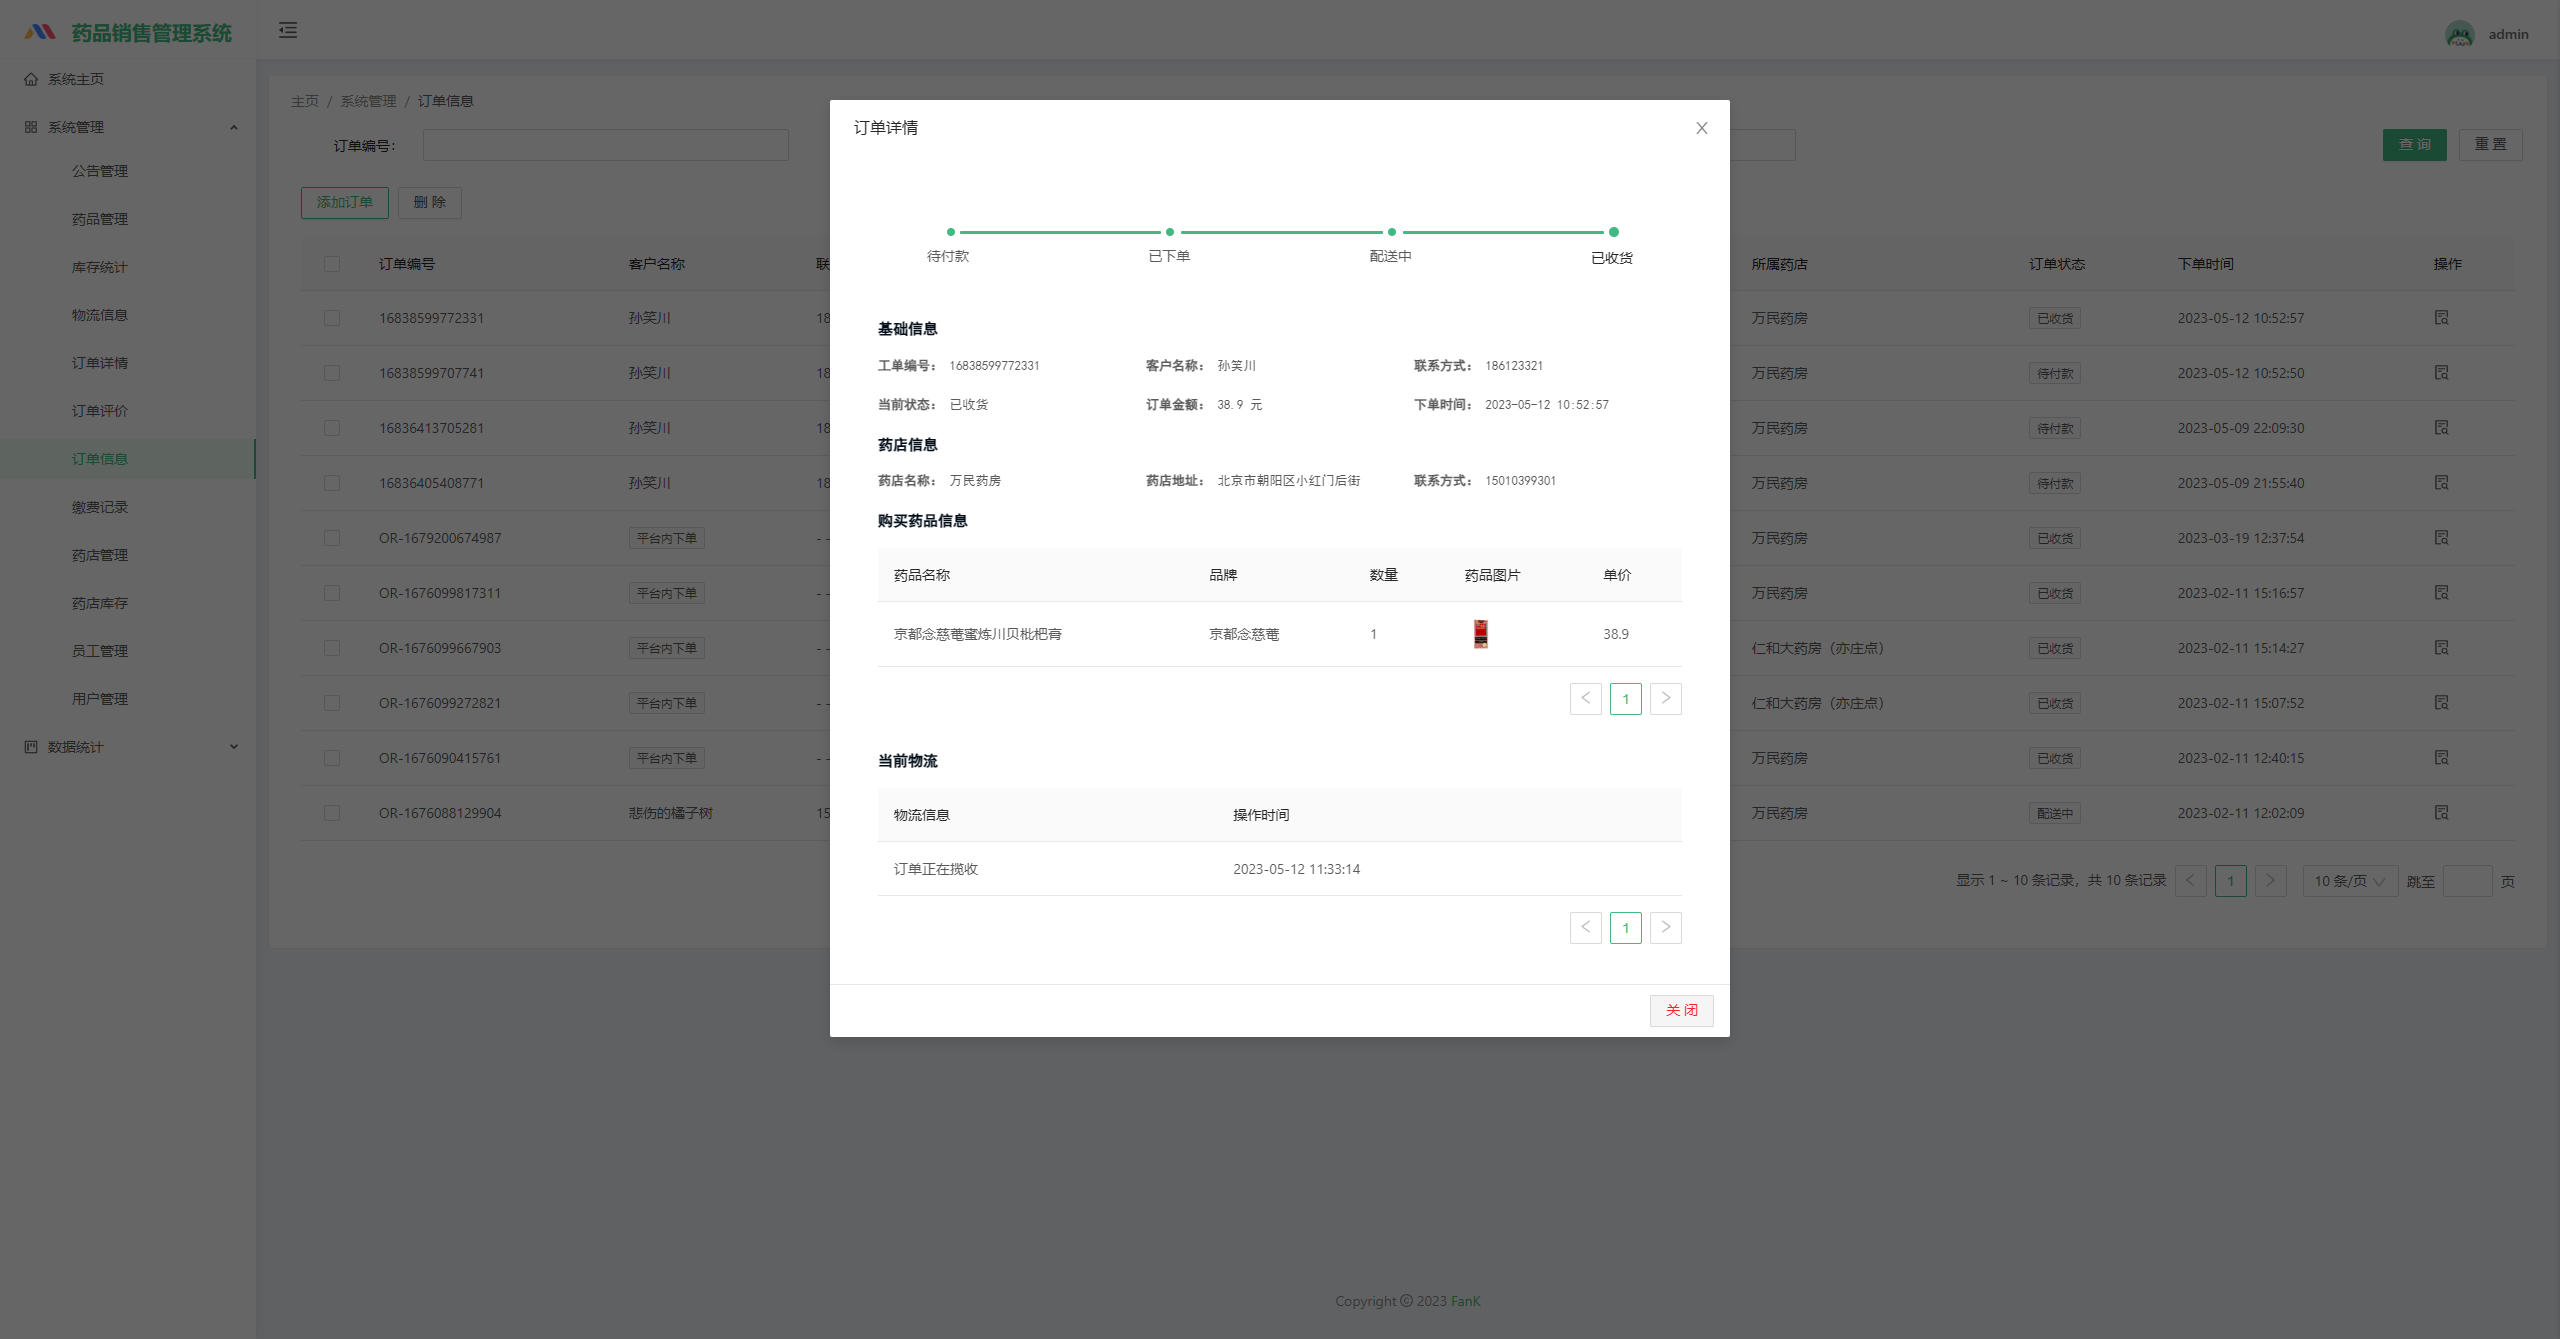 药品销售管理系统
admin
系统主页
系统管理
公告管理
药品管理
库存统计
物流信息
订单详情
订单评价
订单信息
缴费记录
药店管理
药店库存
员工管理
用户管理
数据统计
主页 / 系统管理 / 订单信息
订单编号：
查 询
重 置
添加订单
删 除
订单编号 客户名称 联 所属药店 订单状态 下单时间 操作
16838599772331 孙笑川 18 万民药房 已收货 2023-05-12 10:52:57
16838599707741 孙笑川 18 万民药房 待付款 2023-05-12 10:52:50
16836413705281 孙笑川 18 万民药房 待付款 2023-05-09 22:09:30
16836405408771 孙笑川 18 万民药房 待付款 2023-05-09 21:55:40
OR-1679200674987 平台内下单 - - 万民药房 已收货 2023-03-19 12:37:54
OR-1676099817311 平台内下单 - - 万民药房 已收货 2023-02-11 15:16:57
OR-1676099667903 平台内下单 - - 仁和大药房（亦庄点） 已收货 2023-02-11 15:14:27
OR-1676099272821 平台内下单 - - 仁和大药房（亦庄点） 已收货 2023-02-11 15:07:52
OR-1676090415761 平台内下单 - - 万民药房 已收货 2023-02-11 12:40:15
OR-1676088129904 悲伤的橘子树 15 万民药房 配送中 2023-02-11 12:02:09
显示 1 ~ 10 条记录，共 10 条记录 < 1 > 10 条/页 跳至 页
订单详情
待付款 已下单 配送中 已收货
基础信息
工单编号： 16838599772331 客户名称： 孙笑川 联系方式： 186123321
当前状态： 已收货 订单金额： 38.9 元 下单时间： 2023-05-12 10:52:57
药店信息
药店名称： 万民药房 药店地址： 北京市朝阳区小红门后街 联系方式： 15010399301
购买药品信息
药品名称 品牌 数量 药品图片 单价
京都念慈菴蜜炼川贝枇杷膏 京都念慈菴 1 38.9
< 1 >
当前物流
物流信息 操作时间
订单正在揽收 2023-05-12 11:33:14
< 1 >
关 闭
Copyright © 2023 FanK